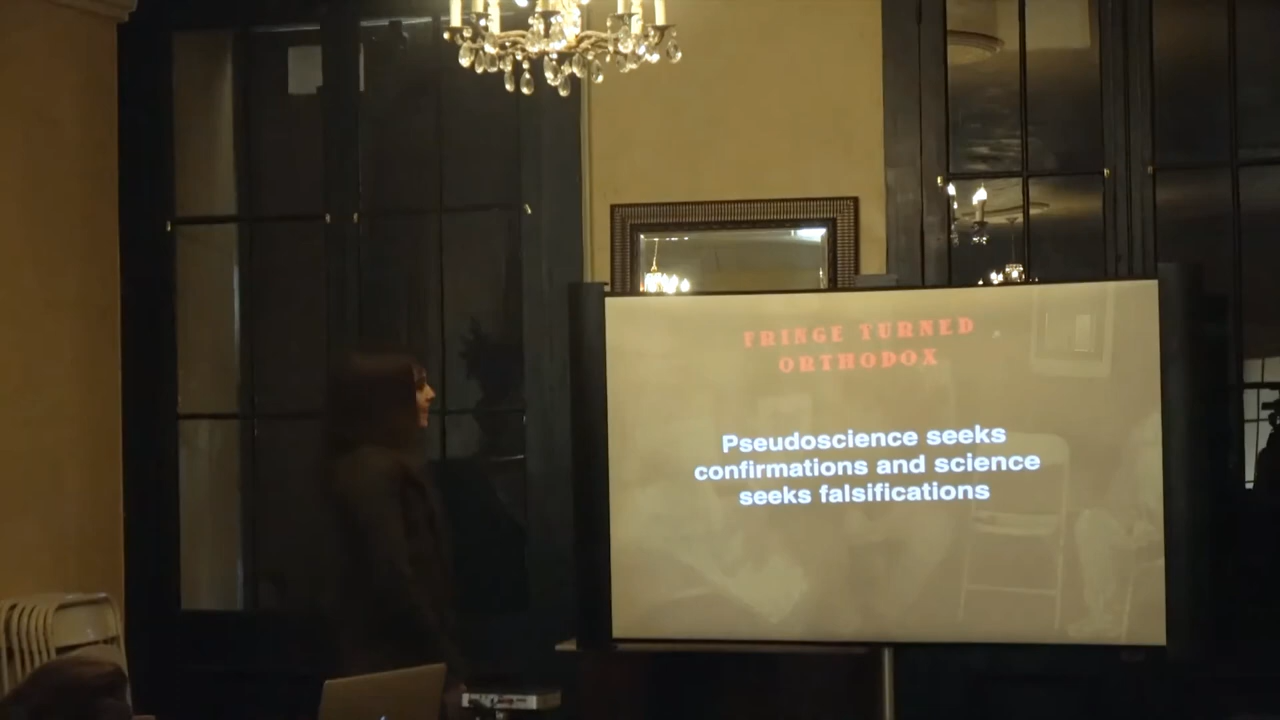 FRINGE TURNED
ORTHODOX
Pseudoscience seeks
confirmations and science
seeks falsifications